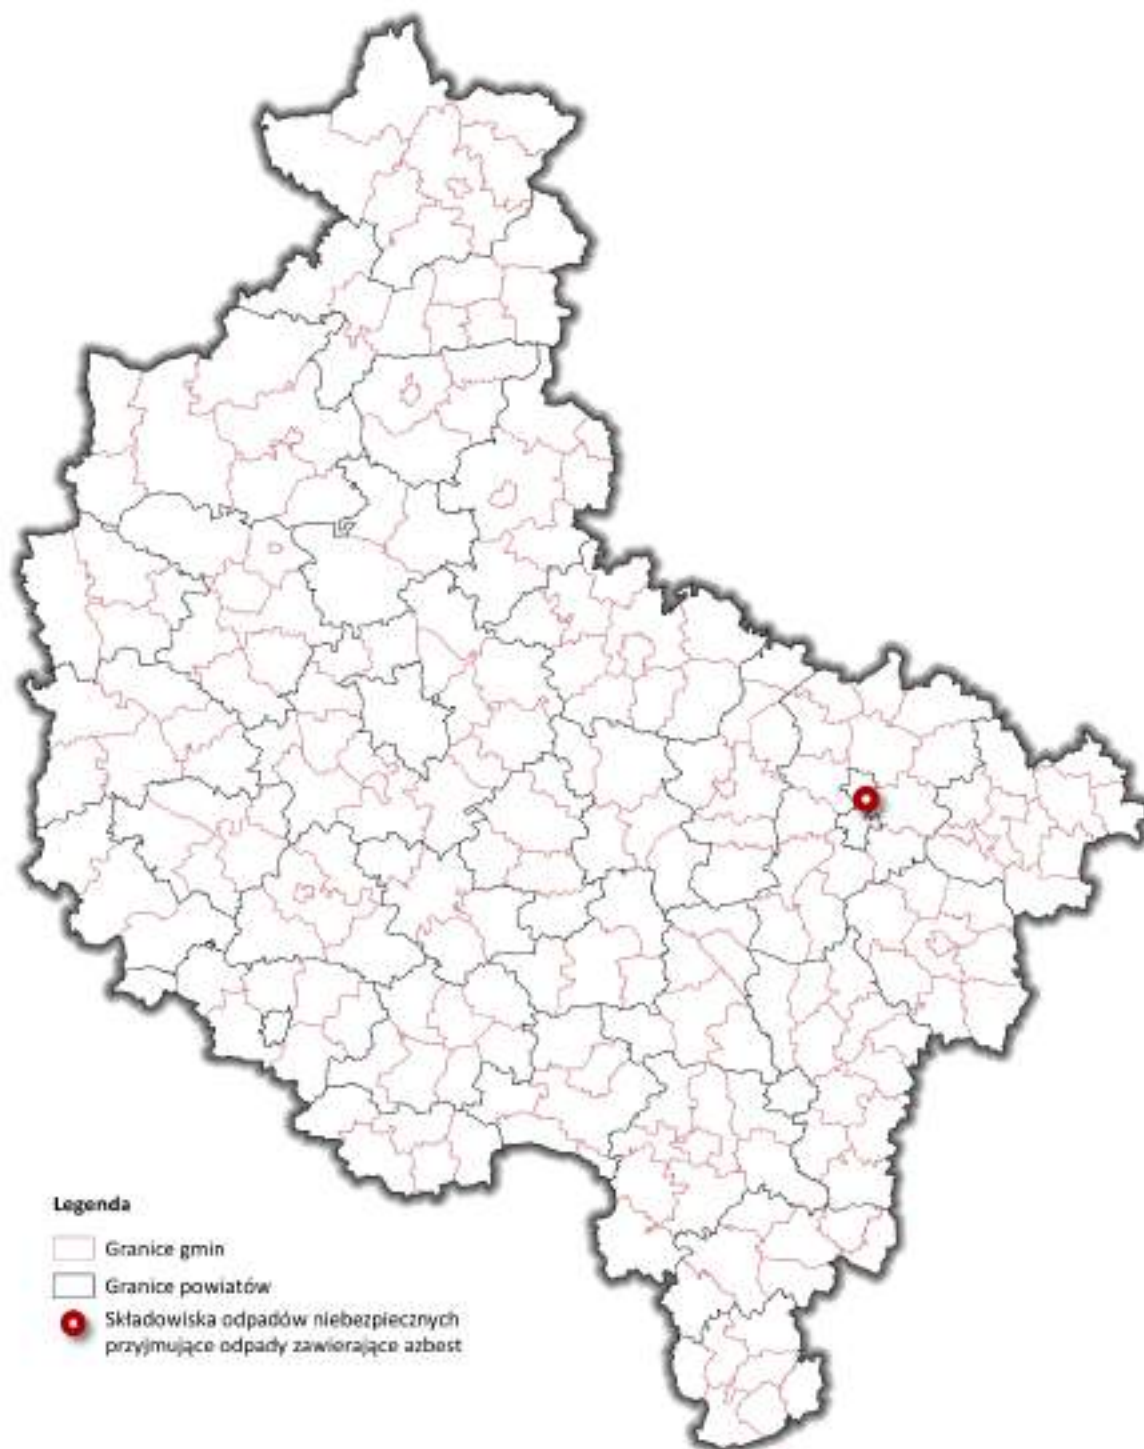 Legenda
Granice gmin
Granice powiatów
Składowiska odpadów niebezpiecznych
przyjmujące odpady zawierające azbest